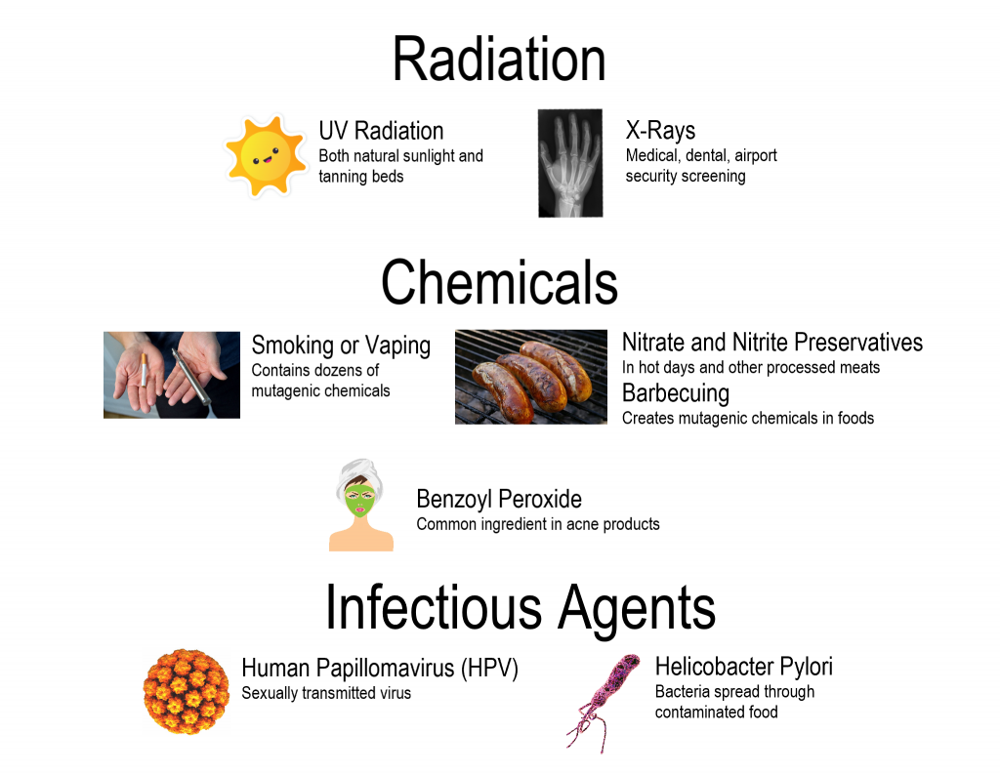 Radiation
UV Radiation
Both natural sunlight and
tanning beds
X-Rays
Medical, dental, airport
security screening
Chemicals
Smoking or Vaping
Contains dozens of
mutagenic chemicals
Nitrate and Nitrite Preservatives
In hot days and other processed meats
Barbecuing
Creates mutagenic chemicals in foods
Benzoyl Peroxide
Common ingredient in acne products
Infectious Agents
Human Papillomavirus (HPV)
Sexually transmitted virus
Helicobacter Pylori
Bacteria spread through
contaminated food